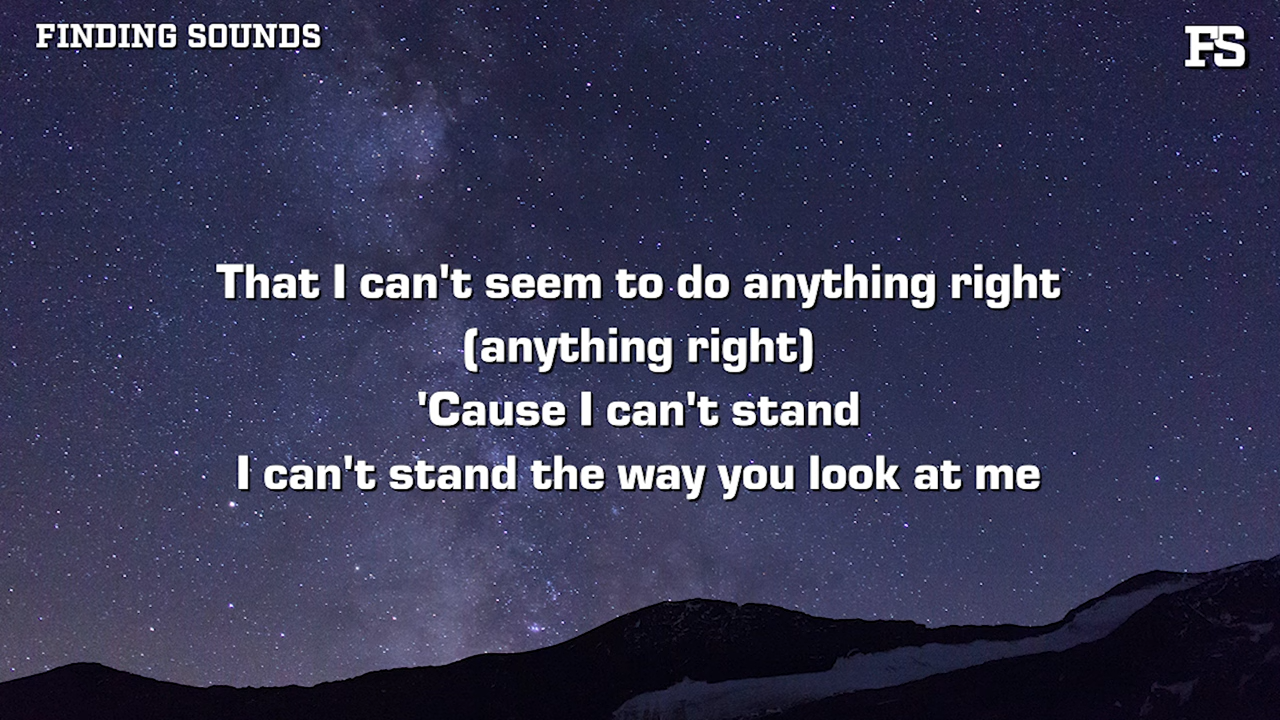 FINDING SOUNDS
FS
That I can't seem to do anything right
(anything right)
'Cause I can't stand
I can't stand the way you look at me